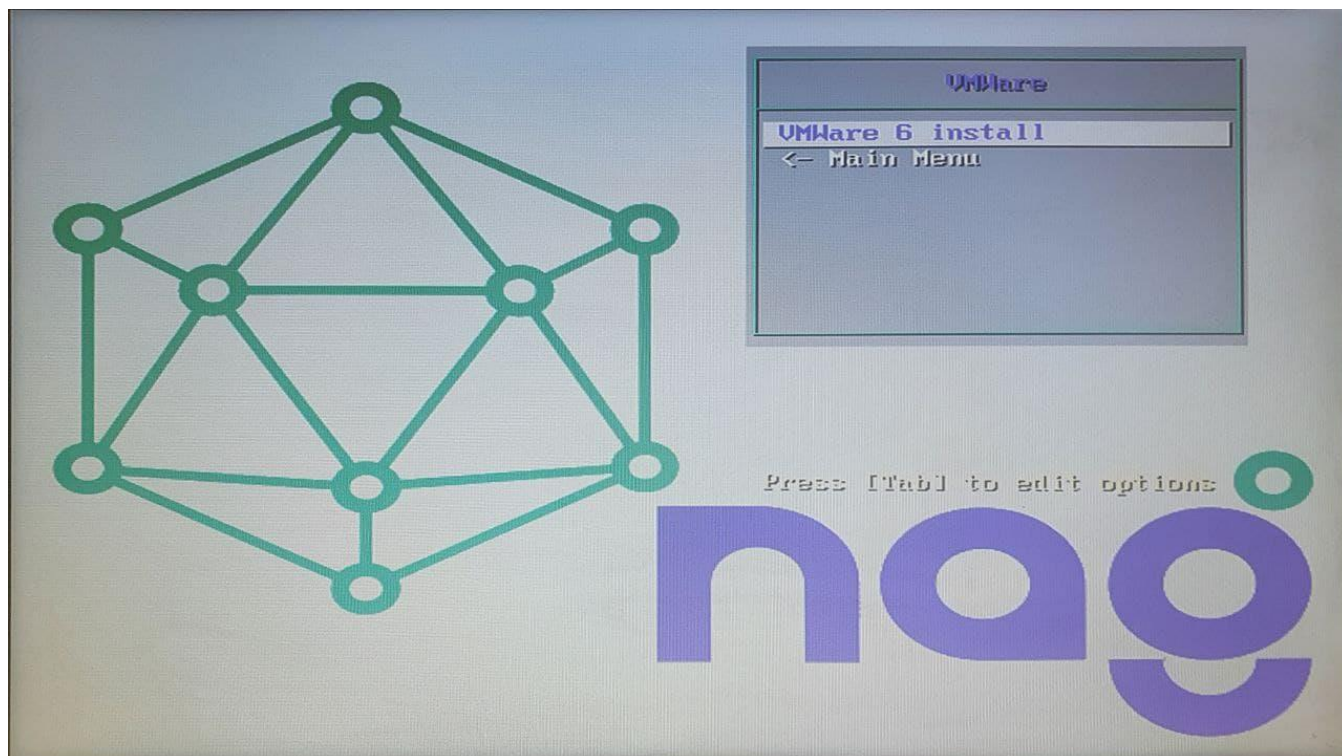 VMWare
VMWare 6 install
<- Main Menu
Press [Tab] to edit options
nag